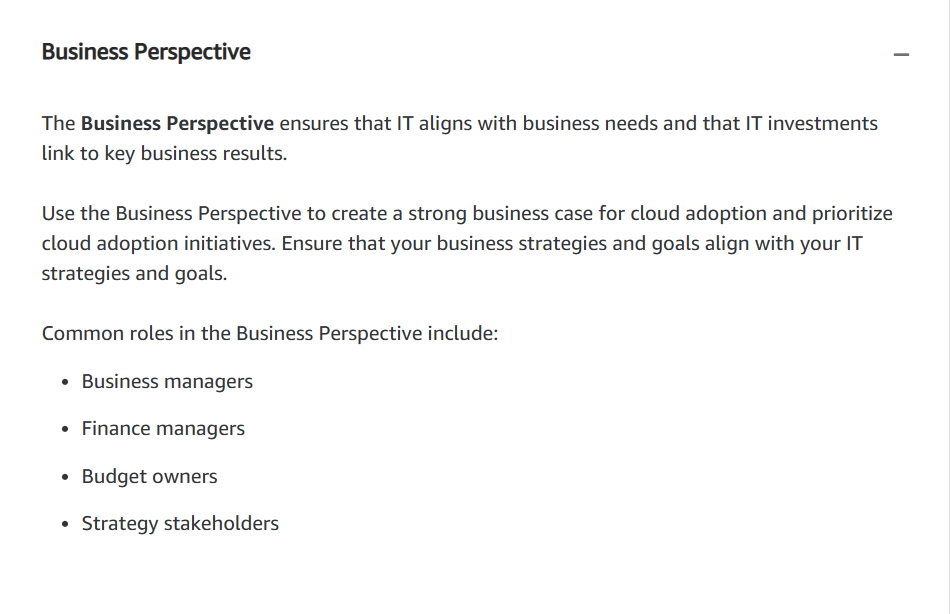 Business Perspective
The Business Perspective ensures that IT aligns with business needs and that IT investments
link to key business results.
Use the Business Perspective to create a strong business case for cloud adoption and prioritize
cloud adoption initiatives. Ensure that your business strategies and goals align with your IT
strategies and goals.
Common roles in the Business Perspective include:
• Business managers
• Finance managers
• Budget owners
• Strategy stakeholders